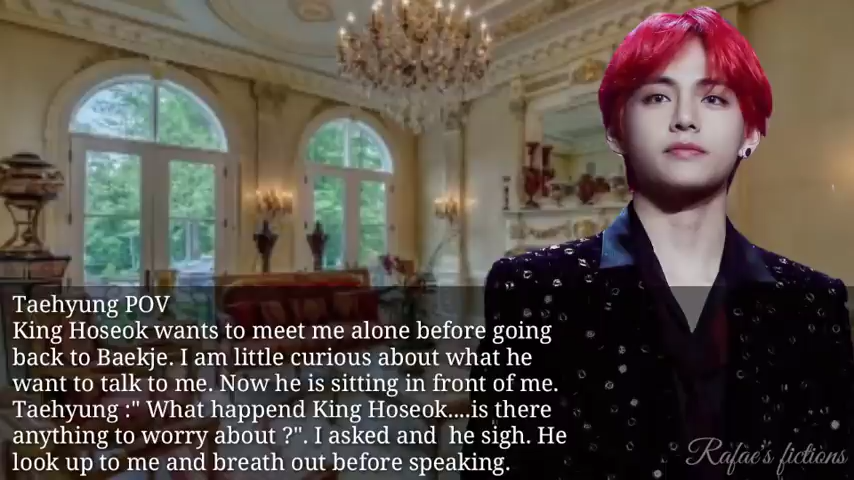 Taehyung POV
King Hoseok wants to meet me alone before going
back to Baekje. I am little curious about what he
want to talk to me. Now he is sitting in front of me.
Taehyung :" What happend King Hoseok....is there
anything to worry about ?". I asked and he sigh. He
look up to me and breath out before speaking.
Rafae's fictions